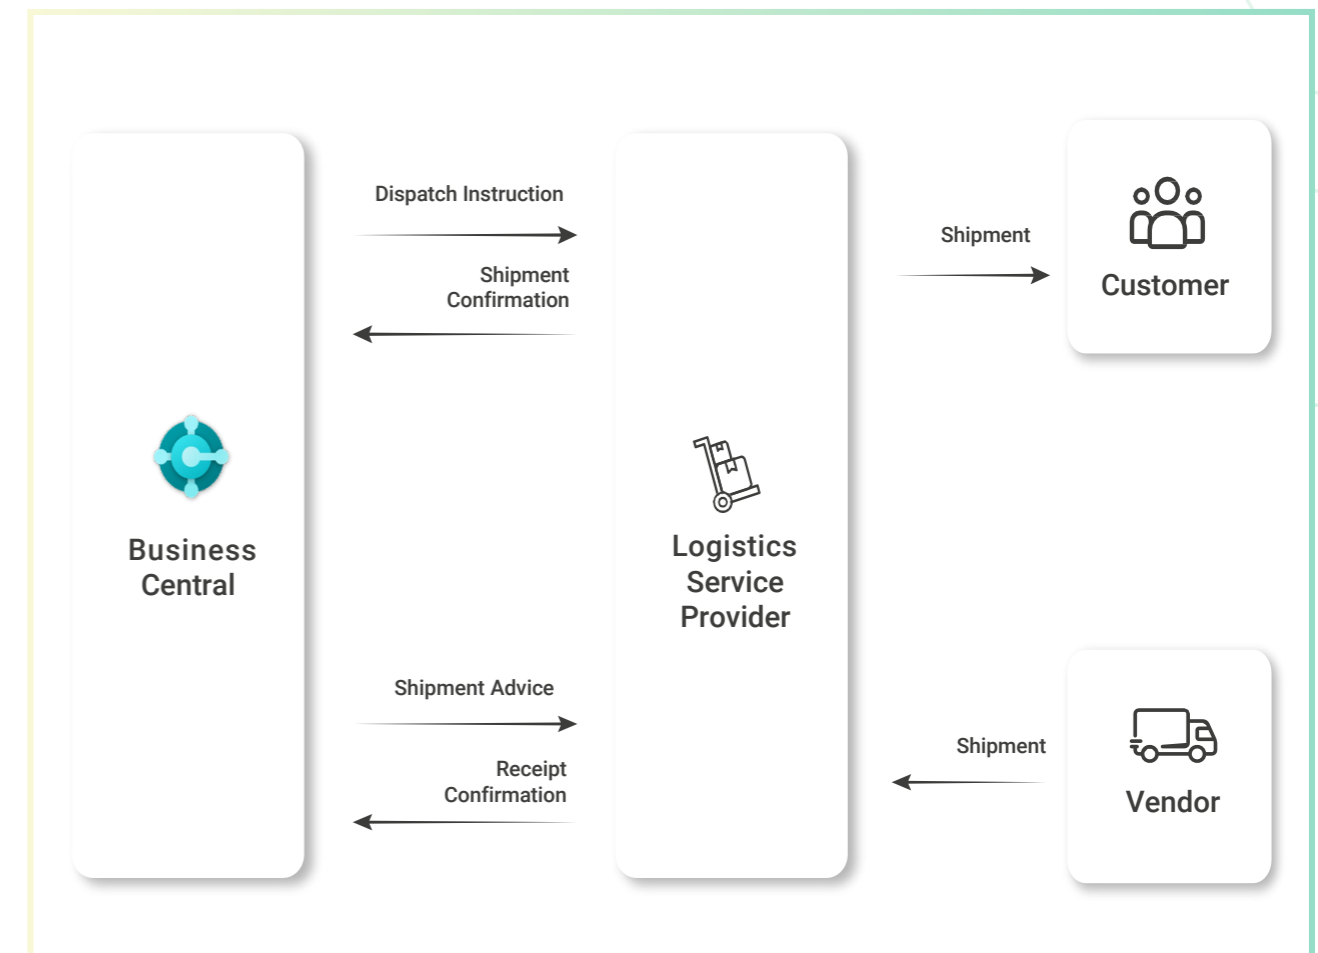 Dispatch Instruction
Shipment
Confirmation
Shipment
Customer
Business
Central
Logistics
Service
Provider
Shipment Advice
Receipt
Confirmation
Shipment
Vendor